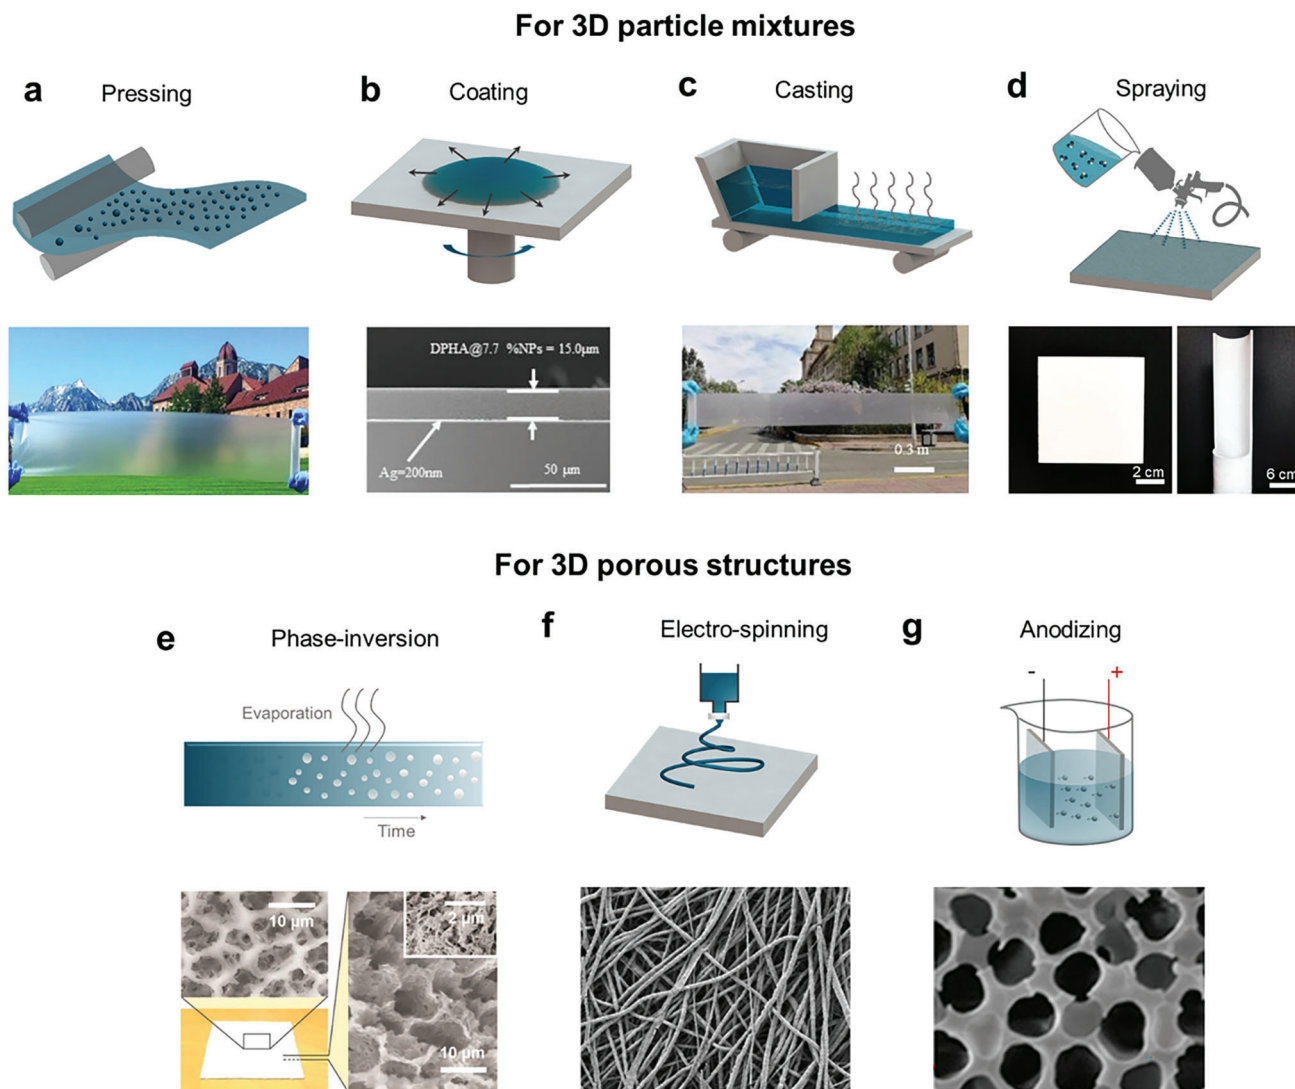 For 3D particle mixtures
a Pressing
b Coating
c Casting
d Spraying
DPHA@7.7 %NPs = 15.0μm
Ag=200nm
50 μm
0.3 m
2 cm
6 cm
For 3D porous structures
e Phase-inversion
f Electro-spinning
g Anodizing
- +
Evaporation
Time
10 μm
2 μm
10 μm